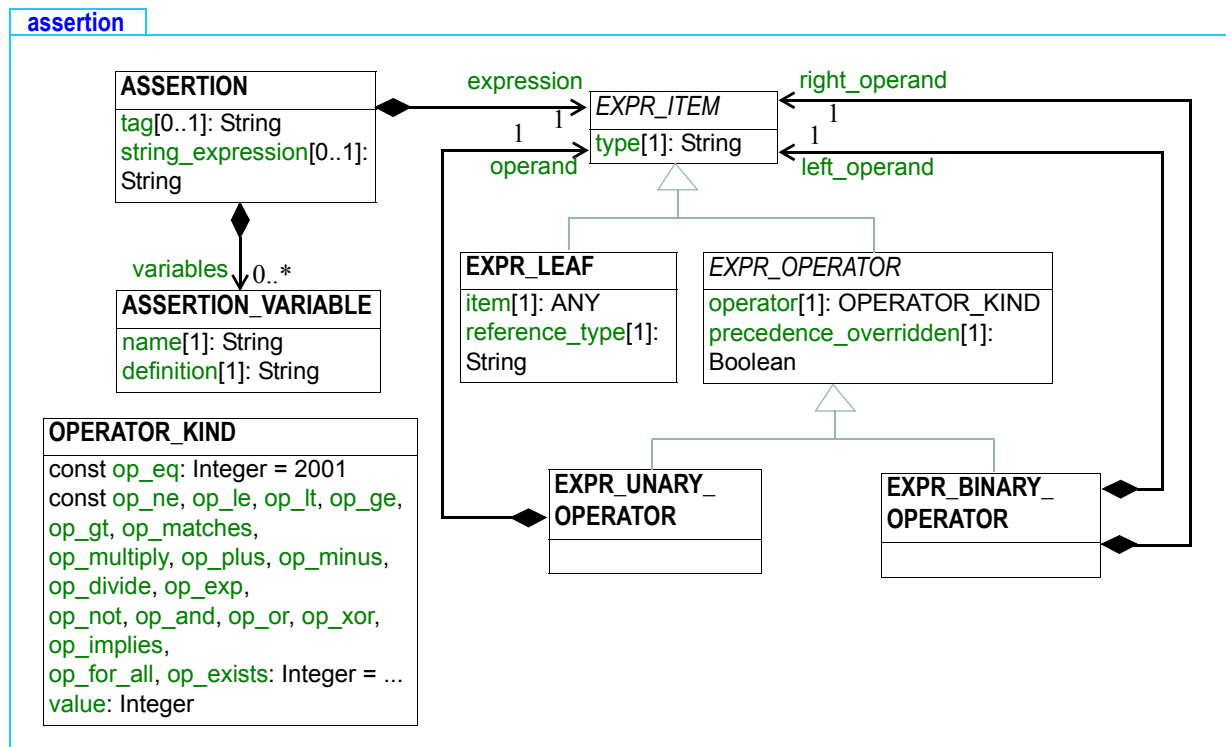 assertion
ASSERTION
tag[0..1]: String
string_expression[0..1]:
String
expression
1
EXPR_ITEM
type[1]: String
right_operand
1
1
operand
1
left_operand
variables
0..*
ASSERTION_VARIABLE
name[1]: String
definition[1]: String
EXPR_LEAF
item[1]: ANY
reference_type[1]:
String
EXPR_OPERATOR
operator[1]: OPERATOR_KIND
precedence_overridden[1]:
Boolean
OPERATOR_KIND
const op_eq: Integer = 2001
const op_ne, op_le, op_lt, op_ge,
op_gt, op_matches,
op_multiply, op_plus, op_minus,
op_divide, op_exp,
op_not, op_and, op_or, op_xor,
op_implies,
op_for_all, op_exists: Integer = ...
value: Integer
EXPR_UNARY_
OPERATOR
EXPR_BINARY_
OPERATOR